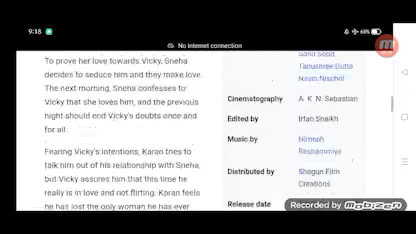 9:18
63%
No internet connection
To prove her love towards Vicky, Sneha
decides to seduce him and they make love.
The next morning, Sneha confesses to
Vicky that she loves him, and the previous
night should end Vicky's doubts once and
for all.
Fearing Vicky's intentions, Karan tries to
talk him out of his relationship with Sneha,
but Vicky assures him that this time he
really is in love and not flirting. Karan feels
he has lost the only woman he has ever
Sana Sood
Tanushree Dutta
Navin Nischol
Cinematography A. K. N. Sebastian
Edited by Irfan Shaikh
Music by Himesh
Reshammiya
Distributed by Shagun Film
Creations
Release date
Recorded by Mobizen